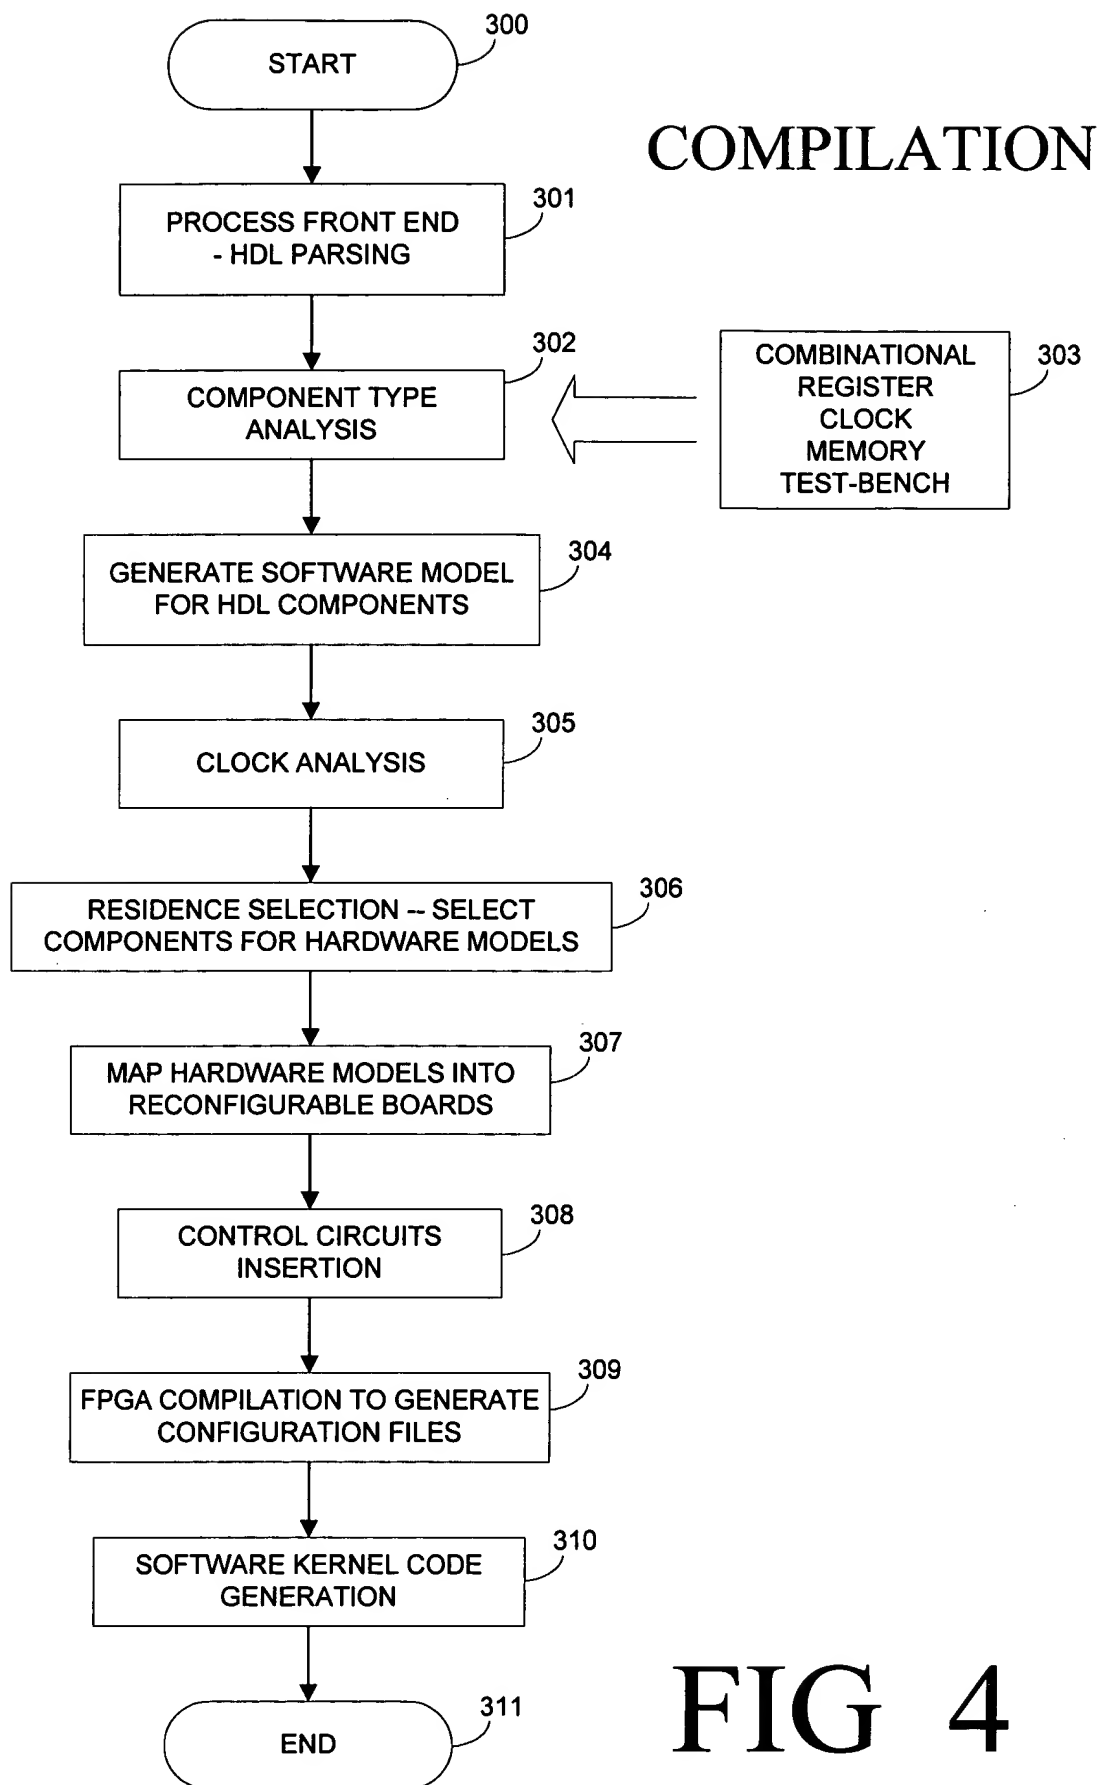 300
START
COMPILATION
301
PROCESS FRONT END
- HDL PARSING
302
COMPONENT TYPE
ANALYSIS
303
COMBINATIONAL
REGISTER
CLOCK
MEMORY
TEST-BENCH
304
GENERATE SOFTWARE MODEL
FOR HDL COMPONENTS
305
CLOCK ANALYSIS
306
RESIDENCE SELECTION -- SELECT
COMPONENTS FOR HARDWARE MODELS
307
MAP HARDWARE MODELS INTO
RECONFIGURABLE BOARDS
308
CONTROL CIRCUITS
INSERTION
309
FPGA COMPILATION TO GENERATE
CONFIGURATION FILES
310
SOFTWARE KERNEL CODE
GENERATION
311
END
FIG 4